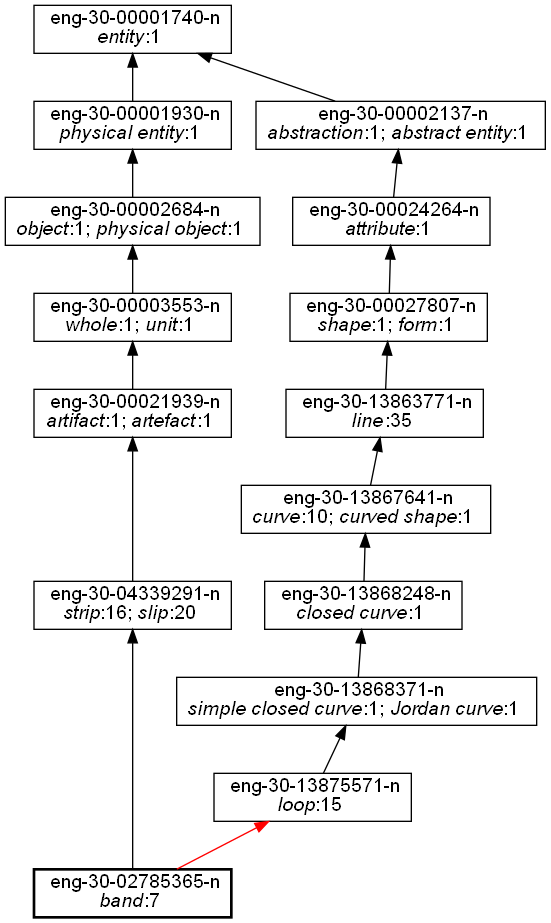 eng-30-00001740-n
entity:1
eng-30-00001930-n
physical entity:1
eng-30-00002137-n
abstraction:1; abstract entity:1
eng-30-00002684-n
object:1; physical object:1
eng-30-00024264-n
attribute:1
eng-30-00003553-n
whole:1; unit:1
eng-30-00027807-n
shape:1; form:1
eng-30-00021939-n
artifact:1; artefact:1
eng-30-13863771-n
line:35
eng-30-13867641-n
curve:10; curved shape:1
eng-30-04339291-n
strip:16; slip:20
eng-30-13868248-n
closed curve:1
eng-30-13868371-n
simple closed curve:1; Jordan curve:1
eng-30-13875571-n
loop:15
eng-30-02785365-n
band:7